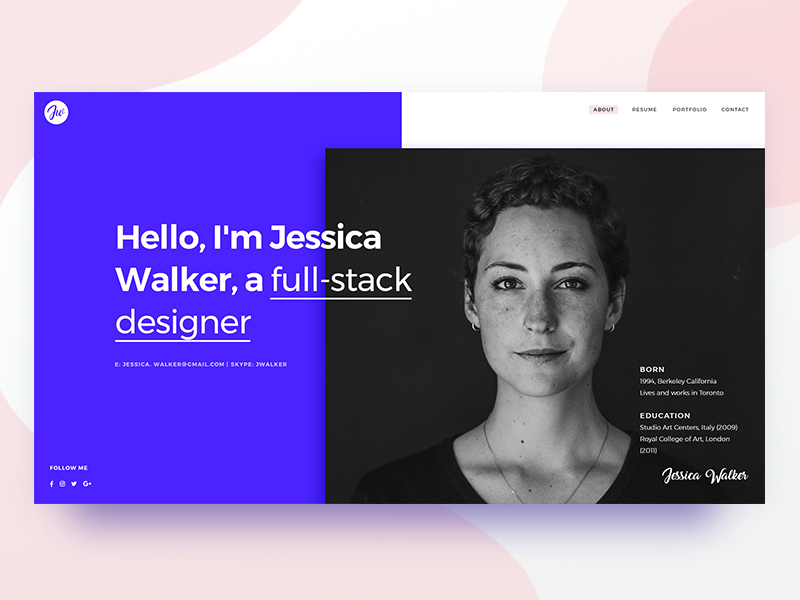 Jw
ABOUT RESUME PORTFOLIO CONTACT
Hello, I'm Jessica
Walker, a full-stack
designer
E: JESSICA. WALKER@GMAIL.COM | SKYPE: JWALKER
BORN
1994, Berkeley California
Lives and works in Toronto
EDUCATION
Studio Art Centers, Italy (2009)
Royal College of Art, London
(2011)
Jessica Walker
FOLLOW ME
f G+